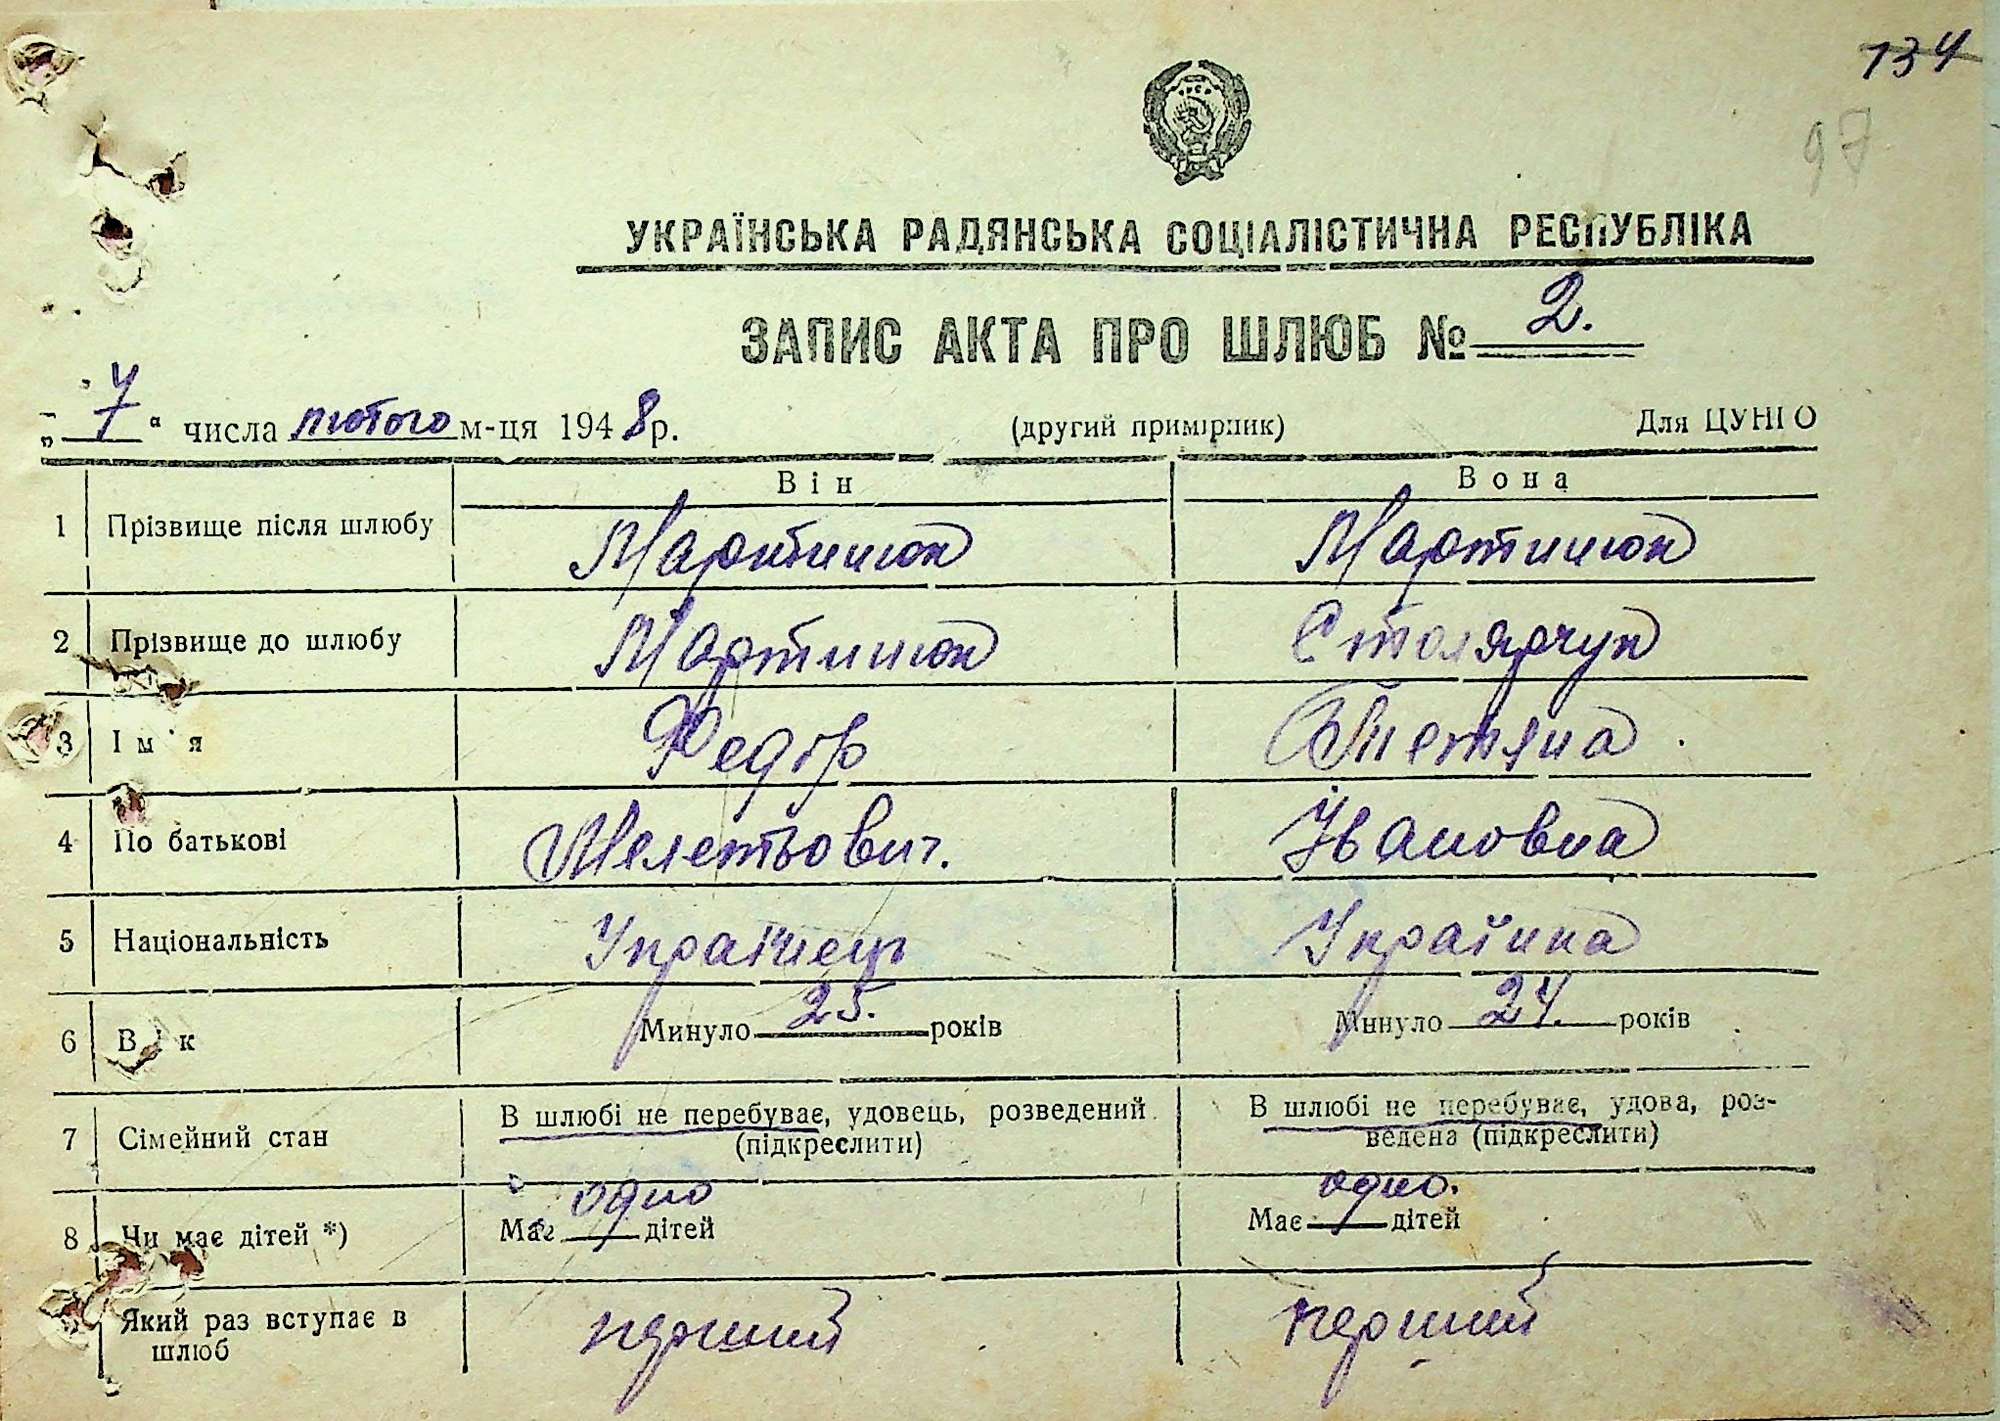 134
97
УКРАЇНСЬКА РАДЯНСЬКА СОЦІАЛІСТИЧНА РЕСПУБЛІКА
ЗАПИС АКТА ПРО ШЛЮБ № 2.
„ 7 “ числа лютого м-ця 1948 р. (другий примірник) Для ЦУНГО
Він Вона
1 Прізвище після шлюбу Мартинюк Мартинюк
2 Прізвище до шлюбу Мартинюк Столярчук
3 Ім'я Федір Тетяна
4 По батькові Мелетьович. Івановна
5 Національність Українець Українка
6 Вік Минуло 25. років Минуло 24. років
7 Сімейний стан В шлюбі не перебуває, удовець, розведений (підкреслити) В шлюбі не перебуває, удова, роз-
ведена (підкреслити)
8 Чи має дітей *) Має одно дітей Має одно. дітей
Який раз вступає в шлюб перший перший